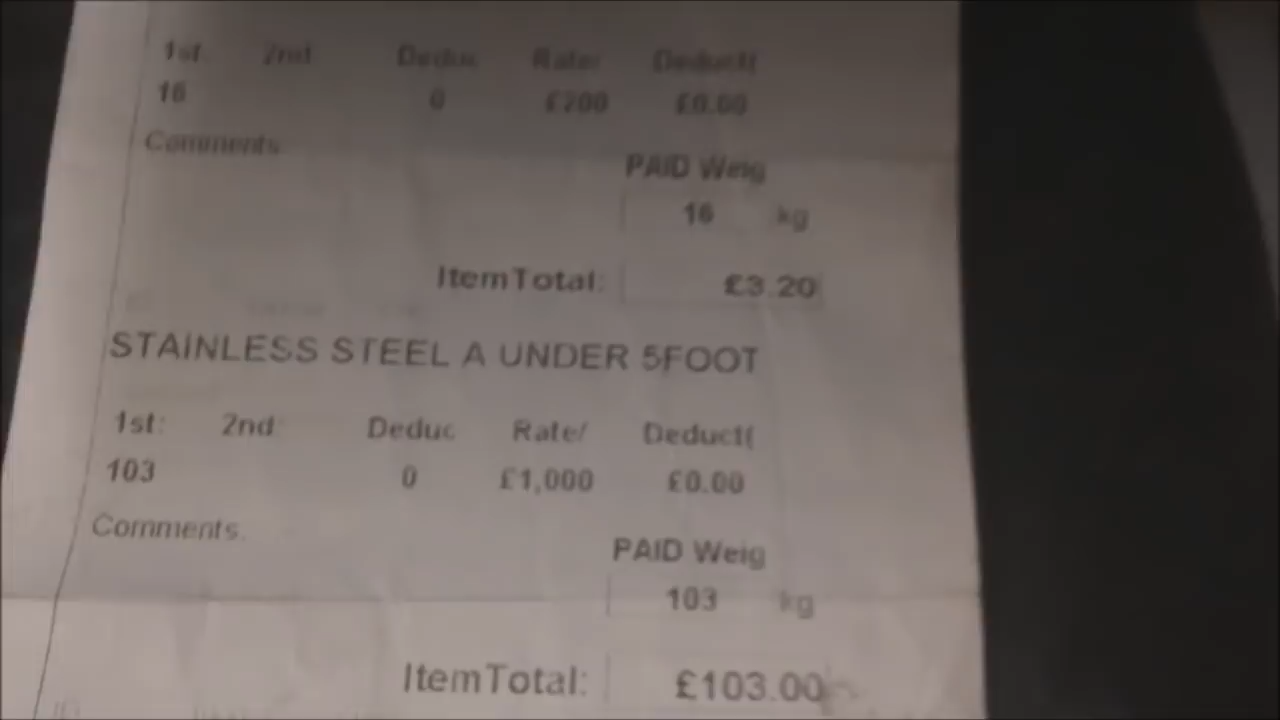 1st: 2nd Deduc Rate/ Deduct(
16 0 £200 £0.00
Comments
PAID Weig
16 kg
ItemTotal: £3.20
STAINLESS STEEL A UNDER 5FOOT
1st: 2nd Deduc Rate/ Deduct(
103 0 £1,000 £0.00
Comments.
PAID Weig
103 kg
ItemTotal: £103.00